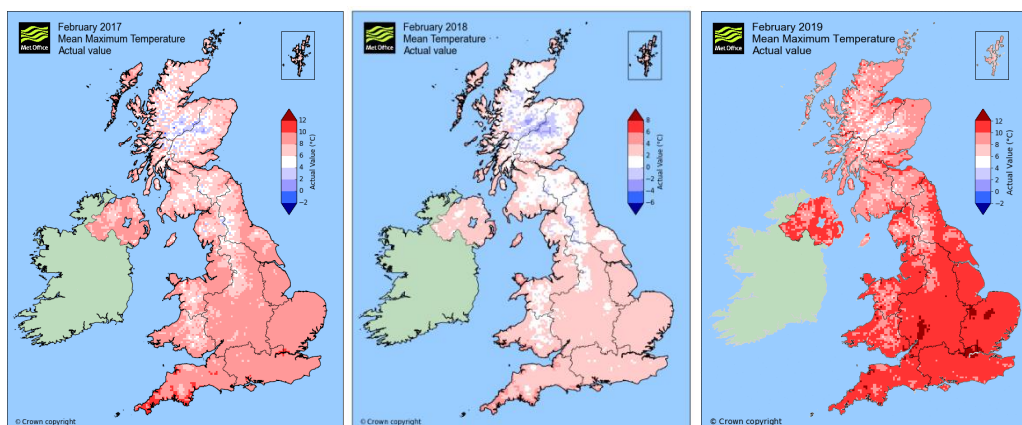 February 2017
Mean Maximum Temperature
Actual value
Met Office
12
10
8
6
4
2
0
−2
Actual Value (°C)
© Crown copyright
February 2018
Mean Maximum Temperature
Actual value
Met Office
8
6
4
2
0
−2
−4
−6
Actual Value (°C)
© Crown copyright
February 2019
Mean Maximum Temperature
Actual value
Met Office
12
10
8
6
4
2
0
−2
Actual Value (°C)
© Crown copyright